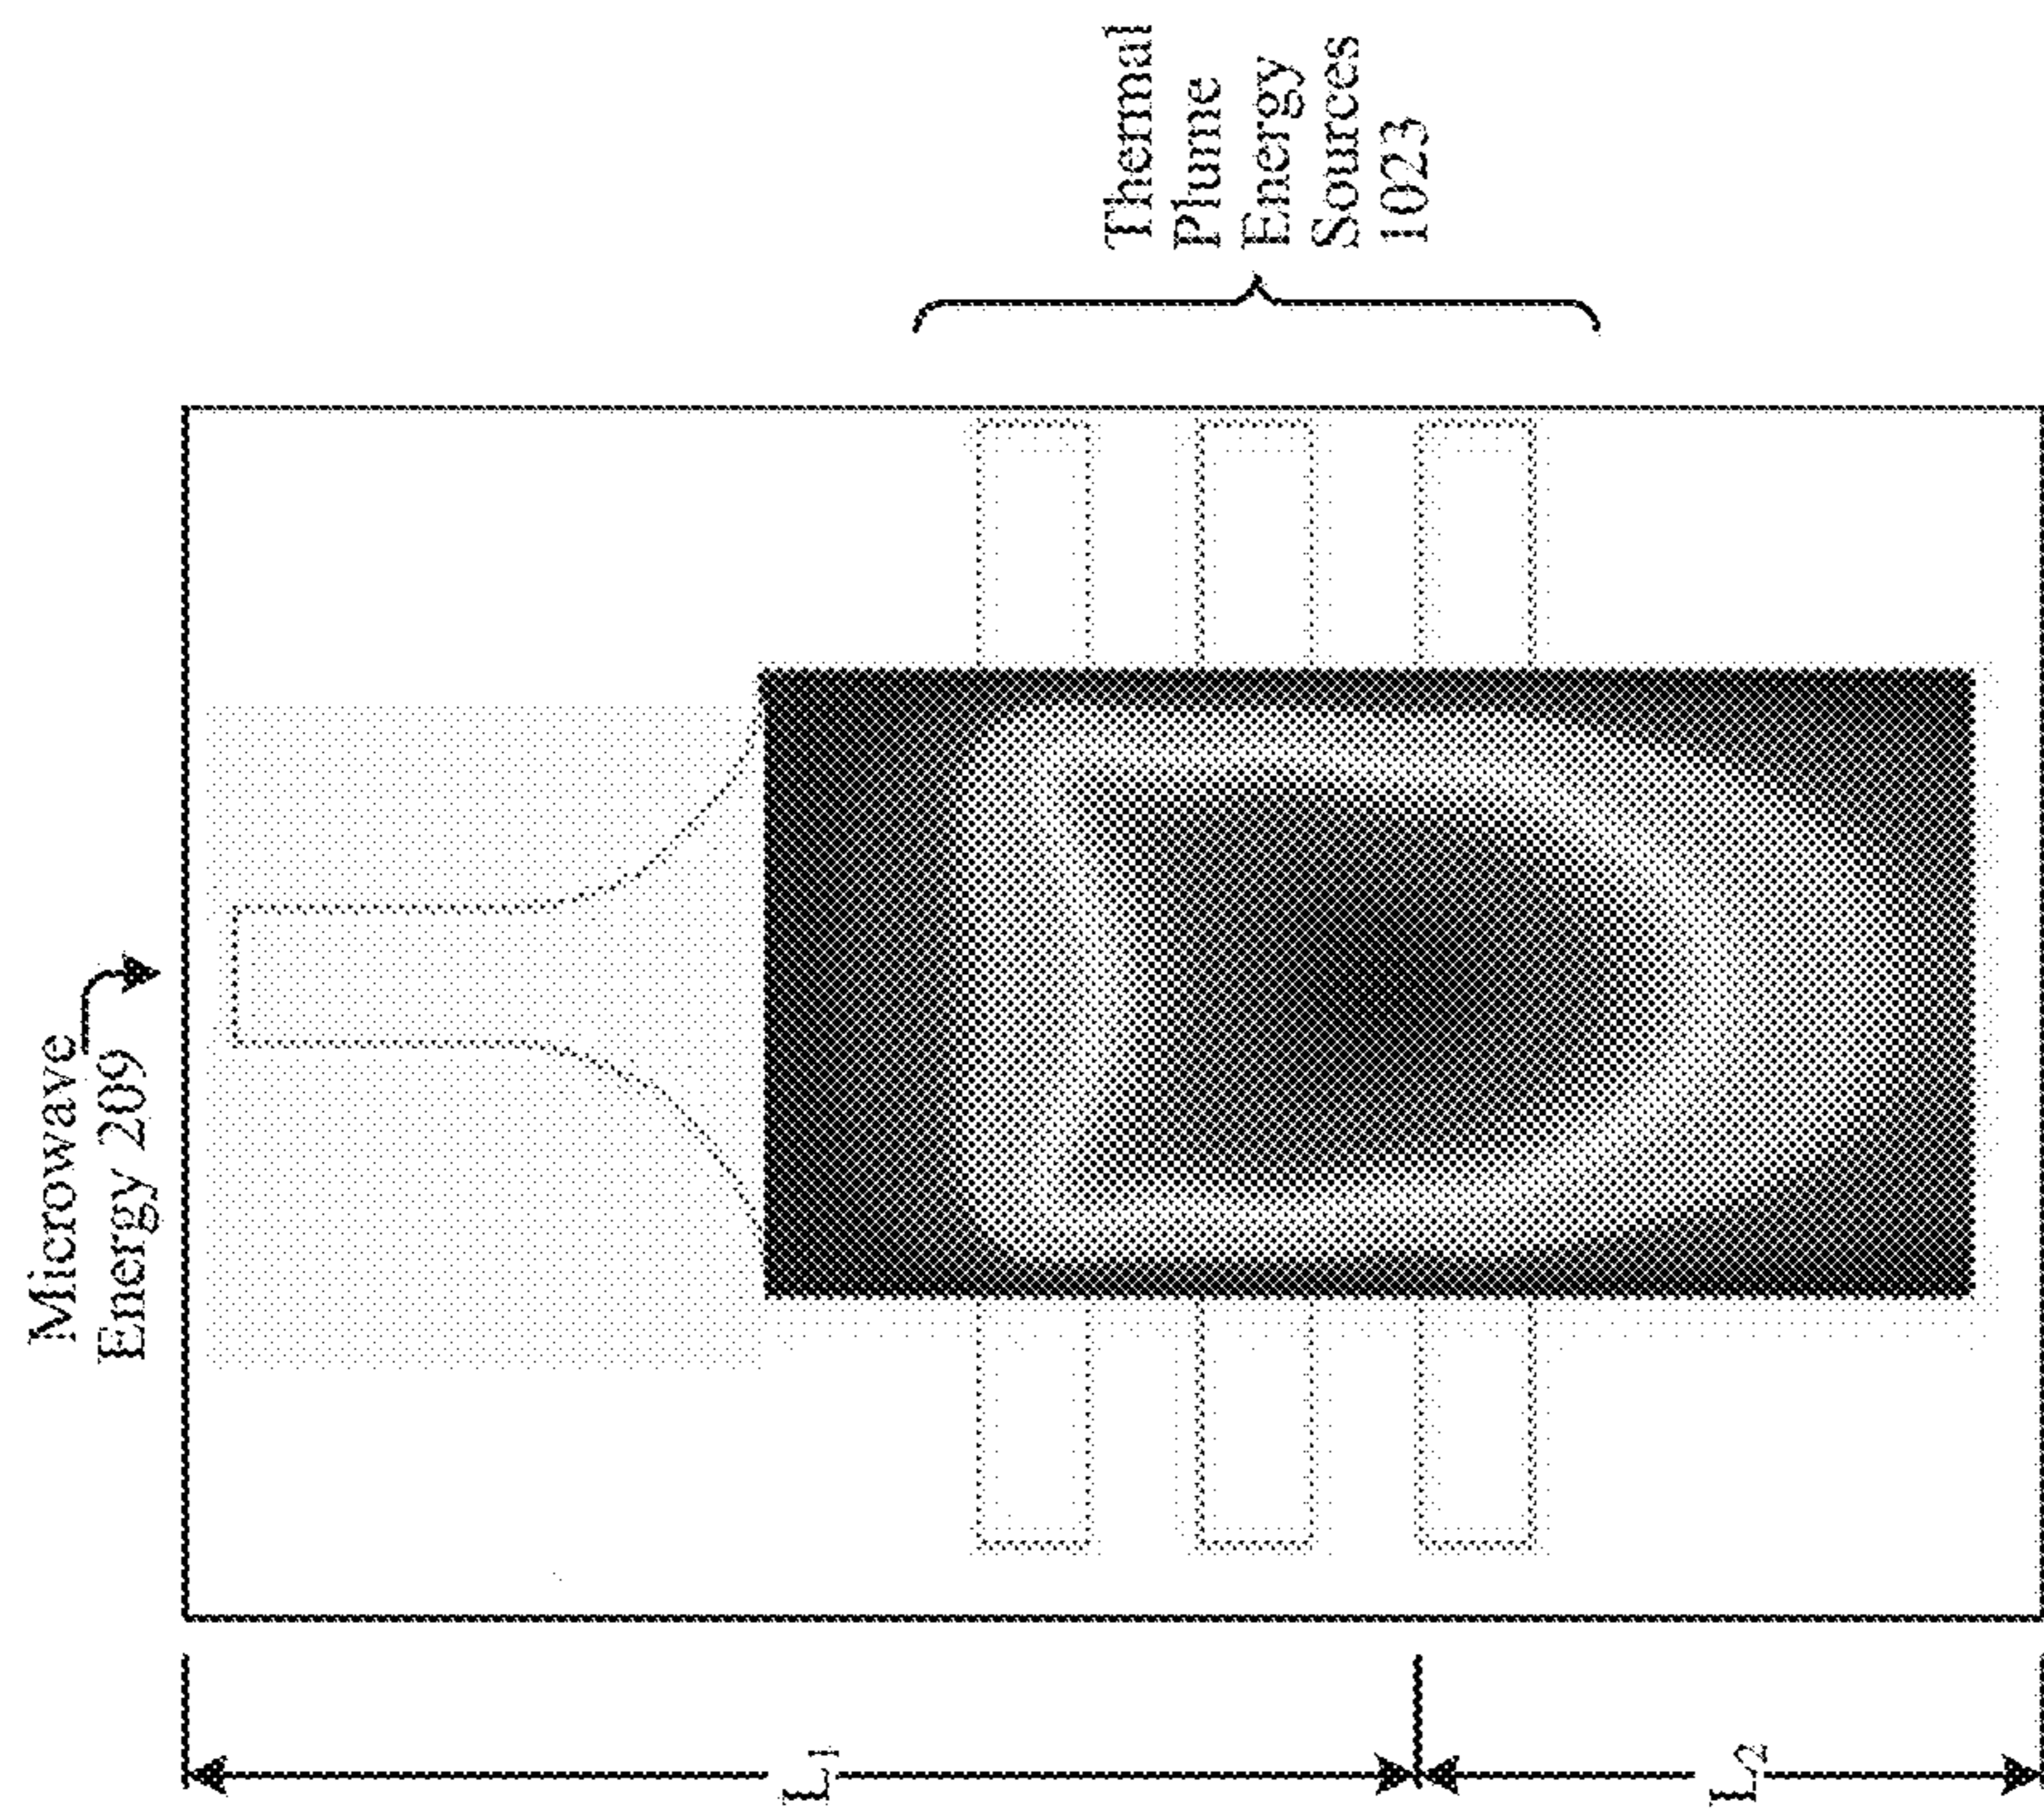 Microwave
Energy 209
Thermal
Plume
Energy
Sources
1023
L1
L2